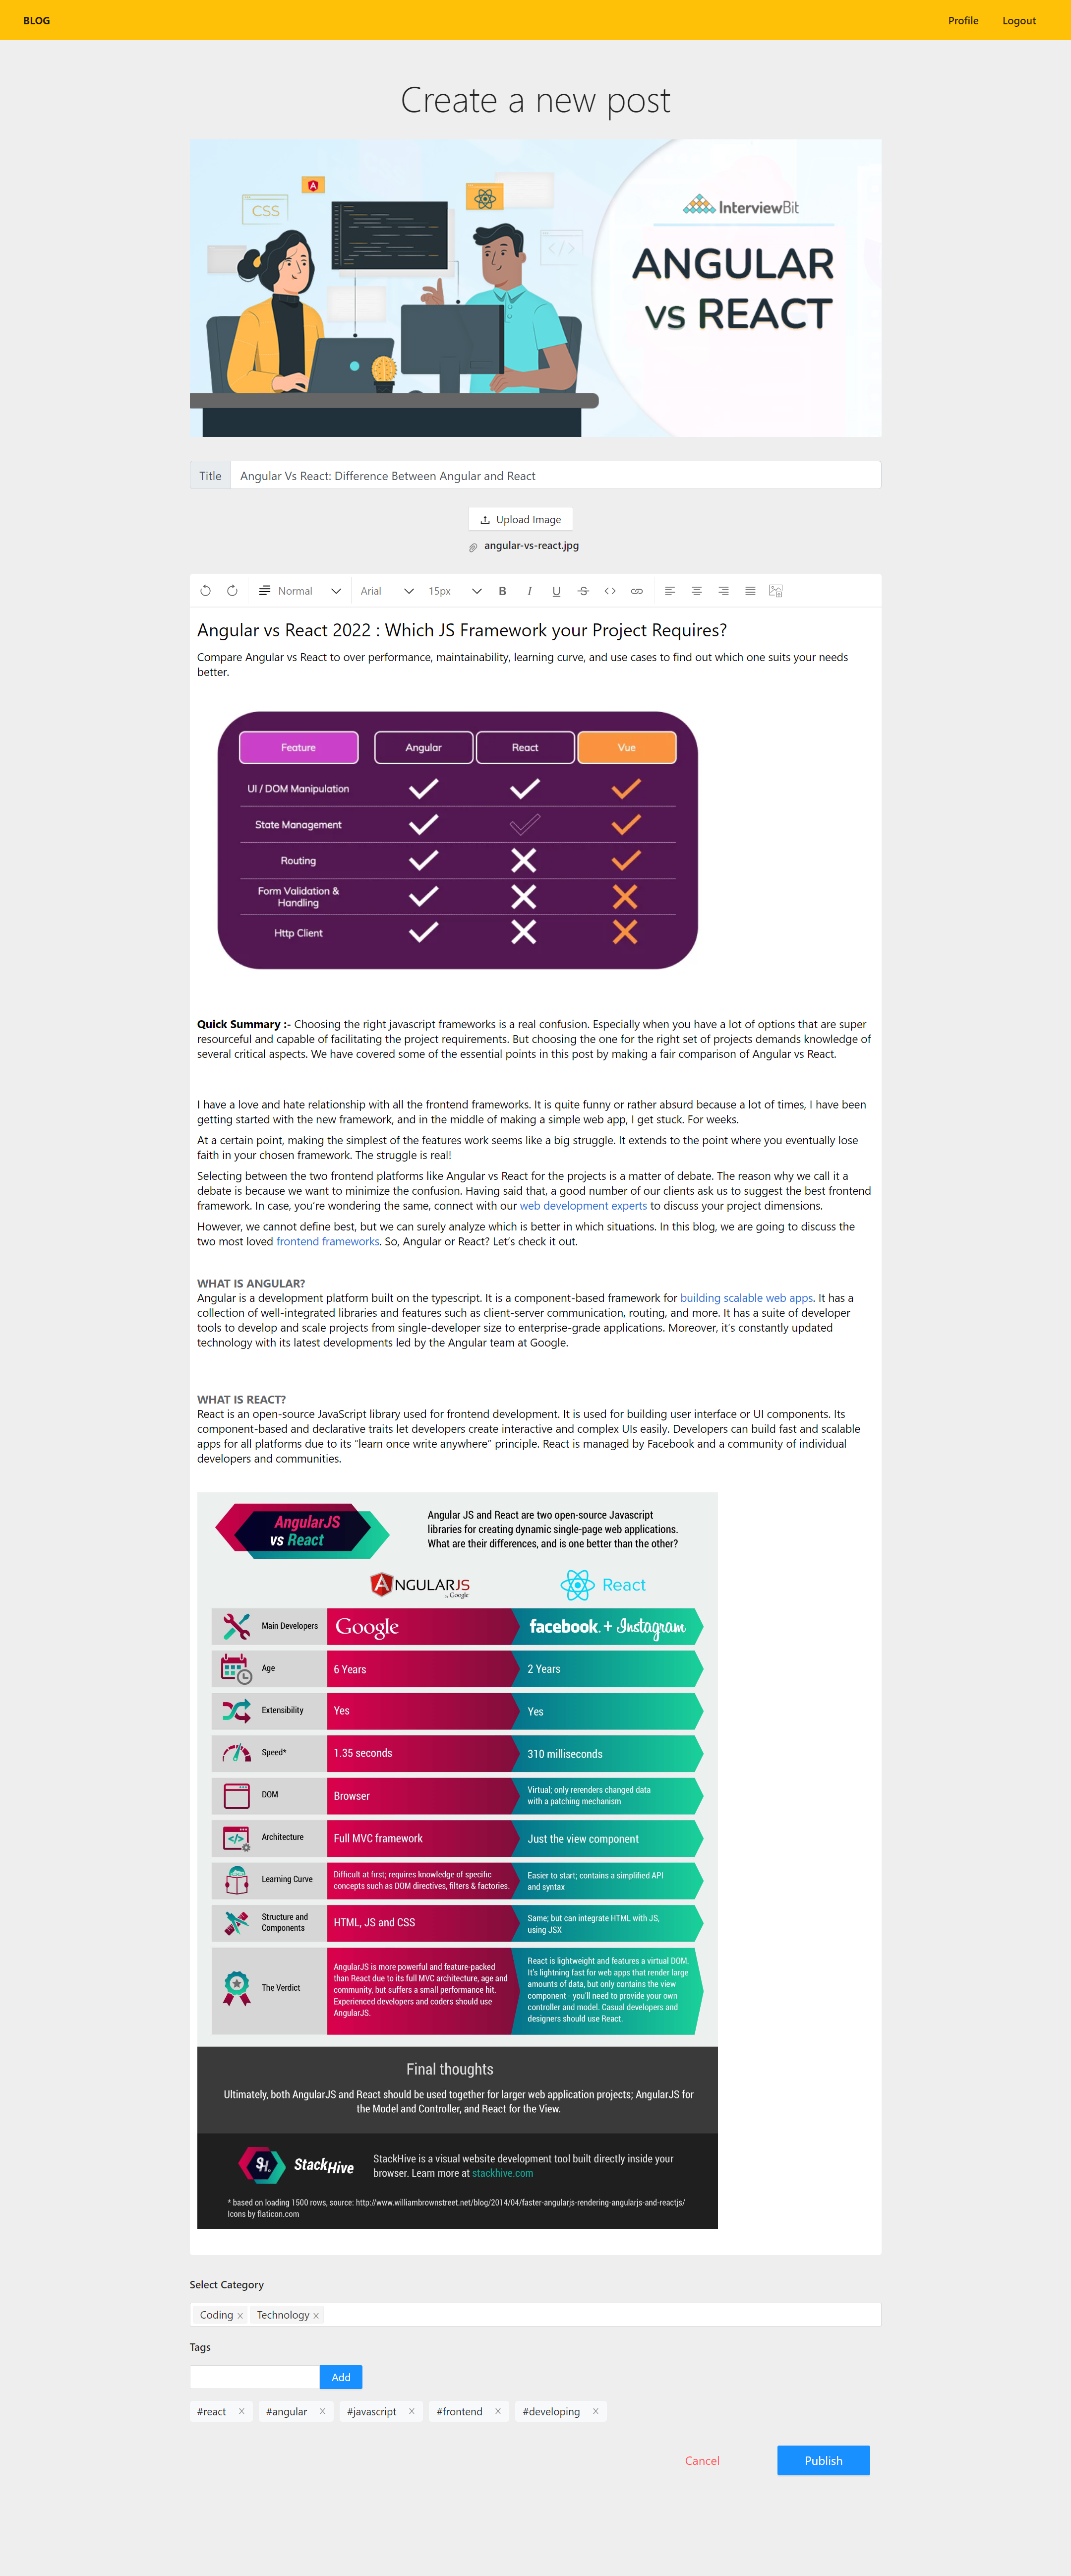 BLOG
Profile
Logout
Create a new post
CSS
InterviewBit
ANGULAR
vs REACT
</>
Title
Angular Vs React: Difference Between Angular and React
Upload Image
angular-vs-react.jpg
Normal
Arial
15px
B
I
U
S
<>
Angular vs React 2022 : Which JS Framework your Project Requires?
Compare Angular vs React to over performance, maintainability, learning curve, and use cases to find out which one suits your needs
better.
Feature
Angular
React
Vue
UI / DOM Manipulation
State Management
Routing
Form Validation &
Handling
Http Client
Quick Summary :- Choosing the right javascript frameworks is a real confusion. Especially when you have a lot of options that are super
resourceful and capable of facilitating the project requirements. But choosing the one for the right set of projects demands knowledge of
several critical aspects. We have covered some of the essential points in this post by making a fair comparison of Angular vs React.
I have a love and hate relationship with all the frontend frameworks. It is quite funny or rather absurd because a lot of times, I have been
getting started with the new framework, and in the middle of making a simple web app, I get stuck. For weeks.
At a certain point, making the simplest of the features work seems like a big struggle. It extends to the point where you eventually lose
faith in your chosen framework. The struggle is real!
Selecting between the two frontend platforms like Angular vs React for the projects is a matter of debate. The reason why we call it a
debate is because we want to minimize the confusion. Having said that, a good number of our clients ask us to suggest the best frontend
framework. In case, you're wondering the same, connect with our web development experts to discuss your project dimensions.
However, we cannot define best, but we can surely analyze which is better in which situations. In this blog, we are going to discuss the
two most loved frontend frameworks. So, Angular or React? Let's check it out.
WHAT IS ANGULAR?
Angular is a development platform built on the typescript. It is a component-based framework for building scalable web apps. It has a
collection of well-integrated libraries and features such as client-server communication, routing, and more. It has a suite of developer
tools to develop and scale projects from single-developer size to enterprise-grade applications. Moreover, it's constantly updated
technology with its latest developments led by the Angular team at Google.
WHAT IS REACT?
React is an open-source JavaScript library used for frontend development. It is used for building user interface or UI components. Its
component-based and declarative traits let developers create interactive and complex UIs easily. Developers can build fast and scalable
apps for all platforms due to its "learn once write anywhere" principle. React is managed by Facebook and a community of individual
developers and communities.
AngularJS
vs React
Angular JS and React are two open-source Javascript
libraries for creating dynamic single-page web applications.
What are their differences, and is one better than the other?
ANGULARJS
by Google
React
Main Developers
Google
facebook. + Instagram
Age
6 Years
2 Years
Extensibility
Yes
Yes
Speed*
1.35 seconds
310 milliseconds
DOM
Browser
Virtual; only rerenders changed data
with a patching mechanism
Architecture
Full MVC framework
Just the view component
Learning Curve
Difficult at first; requires knowledge of specific
concepts such as DOM directives, filters & factories.
Easier to start; contains a simplified API
and syntax
Structure and
Components
HTML, JS and CSS
Same; but can integrate HTML with JS,
using JSX
The Verdict
AngularJS is more powerful and feature-packed
than React due to its full MVC architecture, age and
community, but suffers a small performance hit.
Experienced developers and coders should use
AngularJS.
React is lightweight and features a virtual DOM.
It's lightning fast for web apps that render large
amounts of data, but only contains the view
component - you'll need to provide your own
controller and model. Casual developers and
designers should use React.
Final thoughts
Ultimately, both AngularJS and React should be used together for larger web application projects; AngularJS for
the Model and Controller, and React for the View.
SH.
StackHive
StackHive is a visual website development tool built directly inside your
browser. Learn more at stackhive.com
* based on loading 1500 rows, source: http://www.williambrownstreet.net/blog/2014/04/faster-angularjs-rendering-angularjs-and-reactjs/
Icons by flaticon.com
Select Category
Coding x
Technology x
Tags
Add
#react x
#angular x
#javascript x
#frontend x
#developing x
Cancel
Publish